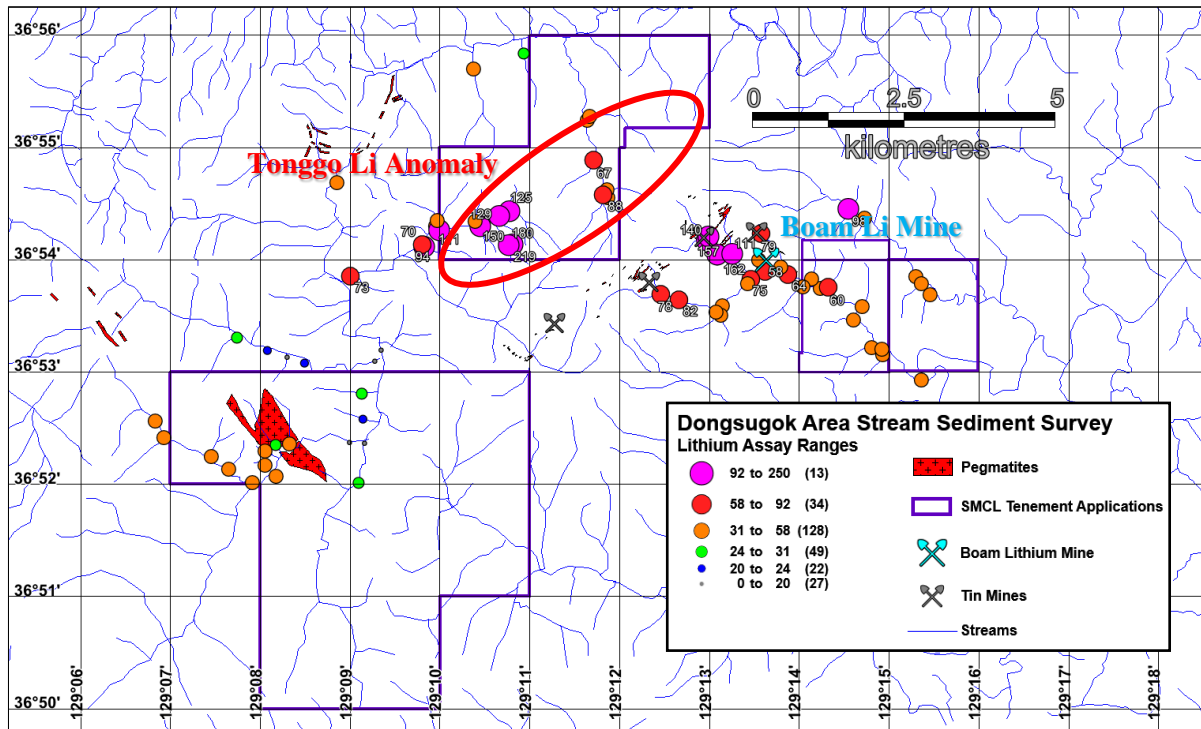 36°56'
36°55'
36°54'
36°53'
36°52'
36°51'
36°50'
0 2.5 5
kilometres
Tonggo Li Anomaly
Boam Li Mine
67
88
125
129
150
180
219
70
94
73
140
157
111
162
79
58
75
64
60
78
82
98
Dongsugok Area Stream Sediment Survey
Lithium Assay Ranges
92 to 250 (13)
58 to 92 (34)
31 to 58 (128)
24 to 31 (49)
20 to 24 (22)
0 to 20 (27)
Pegmatites
SMCL Tenement Applications
Boam Lithium Mine
Tin Mines
Streams
129°06'
129°07'
129°08'
129°09'
129°10'
129°11'
129°12'
129°13'
129°14'
129°15'
129°16'
129°17'
129°18'